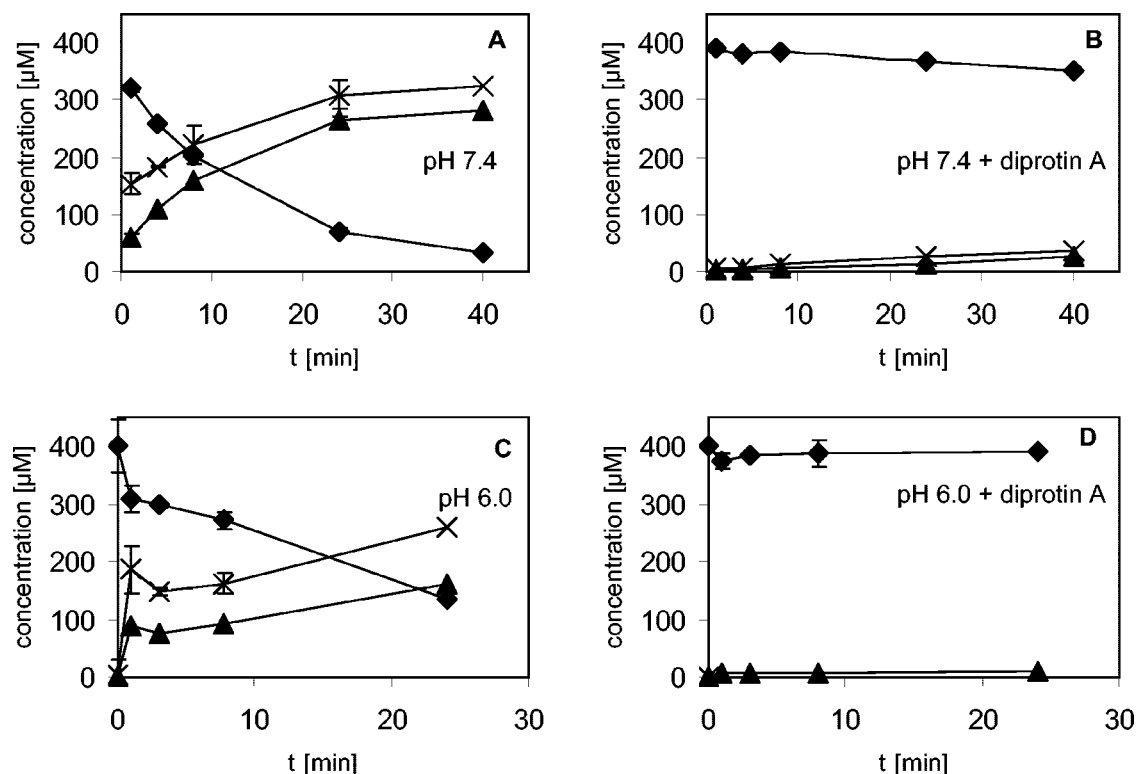 A
concentration [µM]
400
300
200
100
0
pH 7.4
0 10 20 30 40
t [min]
B
concentration [µM]
400
300
200
100
0
pH 7.4 + diprotin A
0 10 20 30 40
t [min]
C
concentration [µM]
400
300
200
100
0
pH 6.0
0 10 20 30
t [min]
D
concentration [µM]
400
300
200
100
0
pH 6.0 + diprotin A
0 10 20 30
t [min]